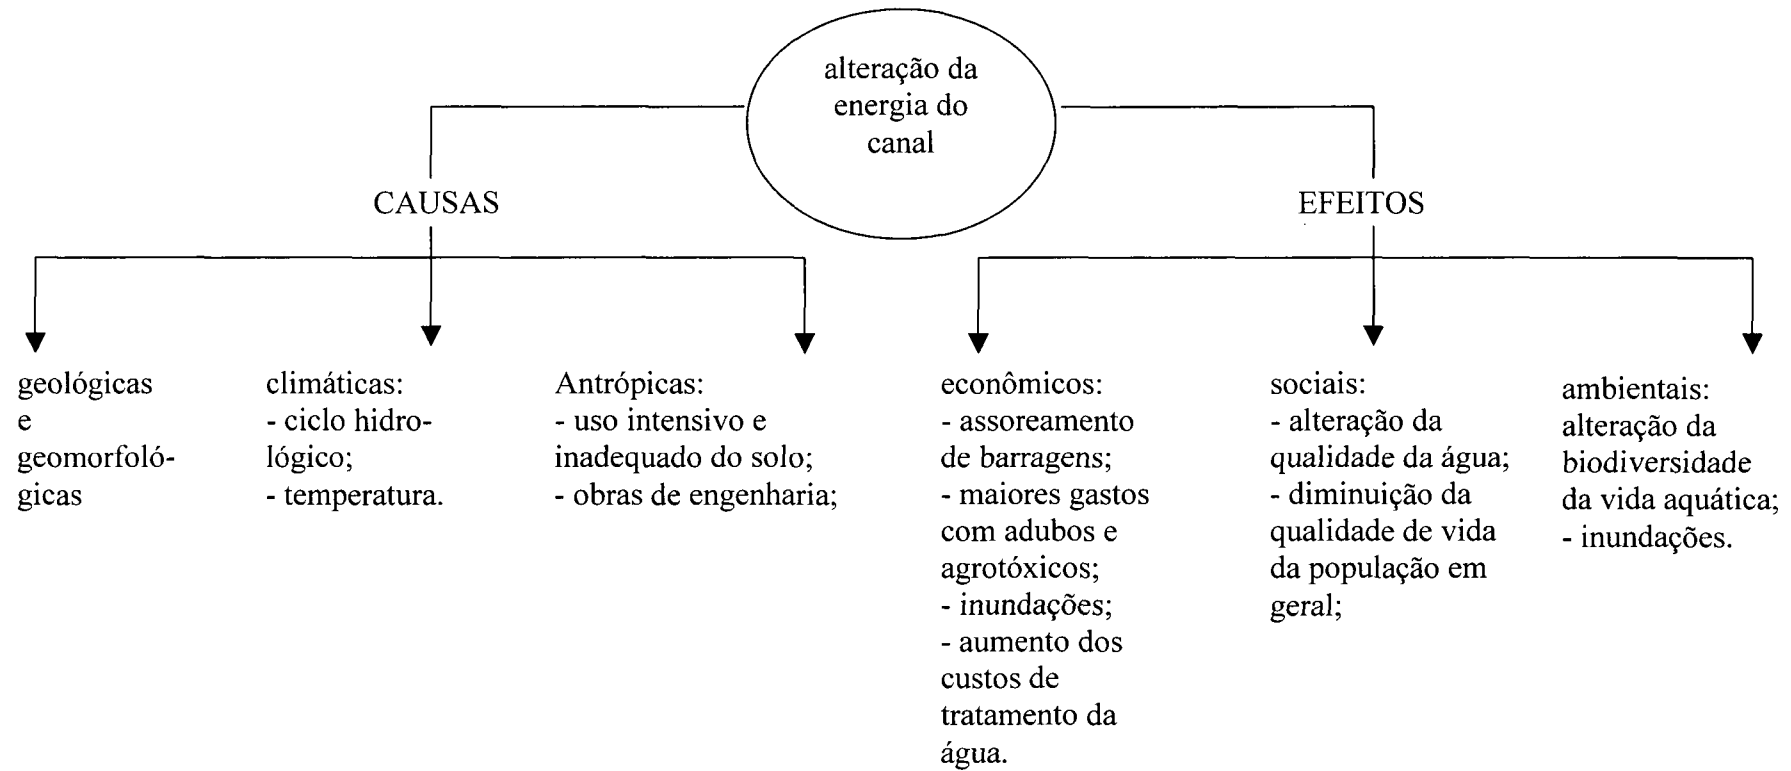 alteração da
energia do
canal
CAUSAS
EFEITOS
geológicas
e
geomorfoló-
gicas
climáticas:
- ciclo hidro-
lógico;
- temperatura.
Antrópicas:
- uso intensivo e
inadequado do solo;
- obras de engenharia;
econômicos:
- assoreamento
de barragens;
- maiores gastos
com adubos e
agrotóxicos;
- inundações;
- aumento dos
custos de
tratamento da
água.
sociais:
- alteração da
qualidade da água;
- diminuição da
qualidade de vida
da população em
geral;
ambientais:
alteração da
biodiversidade
da vida aquática;
- inundações.